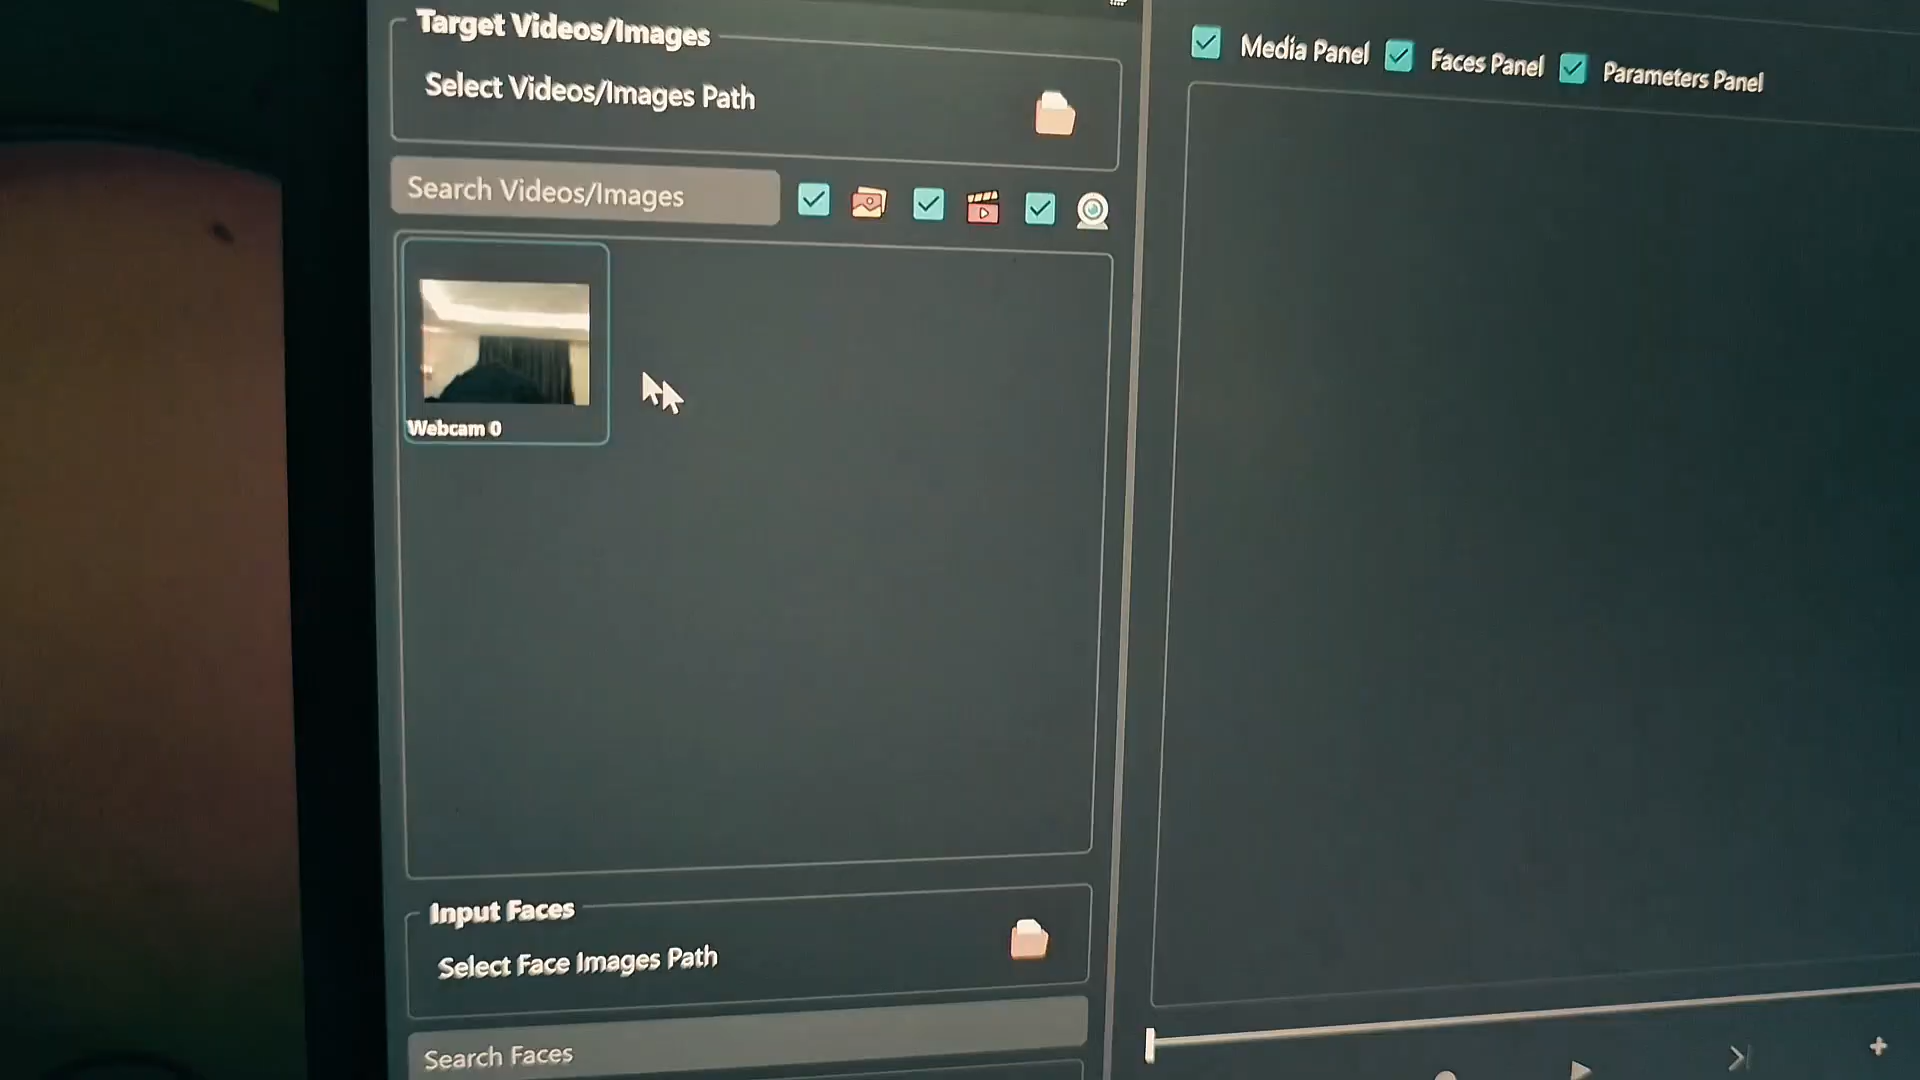 Target Videos/Images
Select Videos/Images Path
Search Videos/Images
Webcam 0
Input Faces
Select Face Images Path
Search Faces
Media Panel
Faces Panel
Parameters Panel